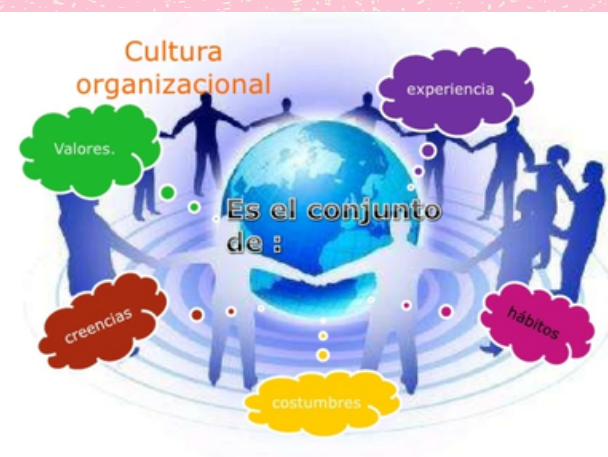 Cultura
organizacional
experiencia
Valores.
Es el conjunto
de :
creencias
hábitos
costumbres